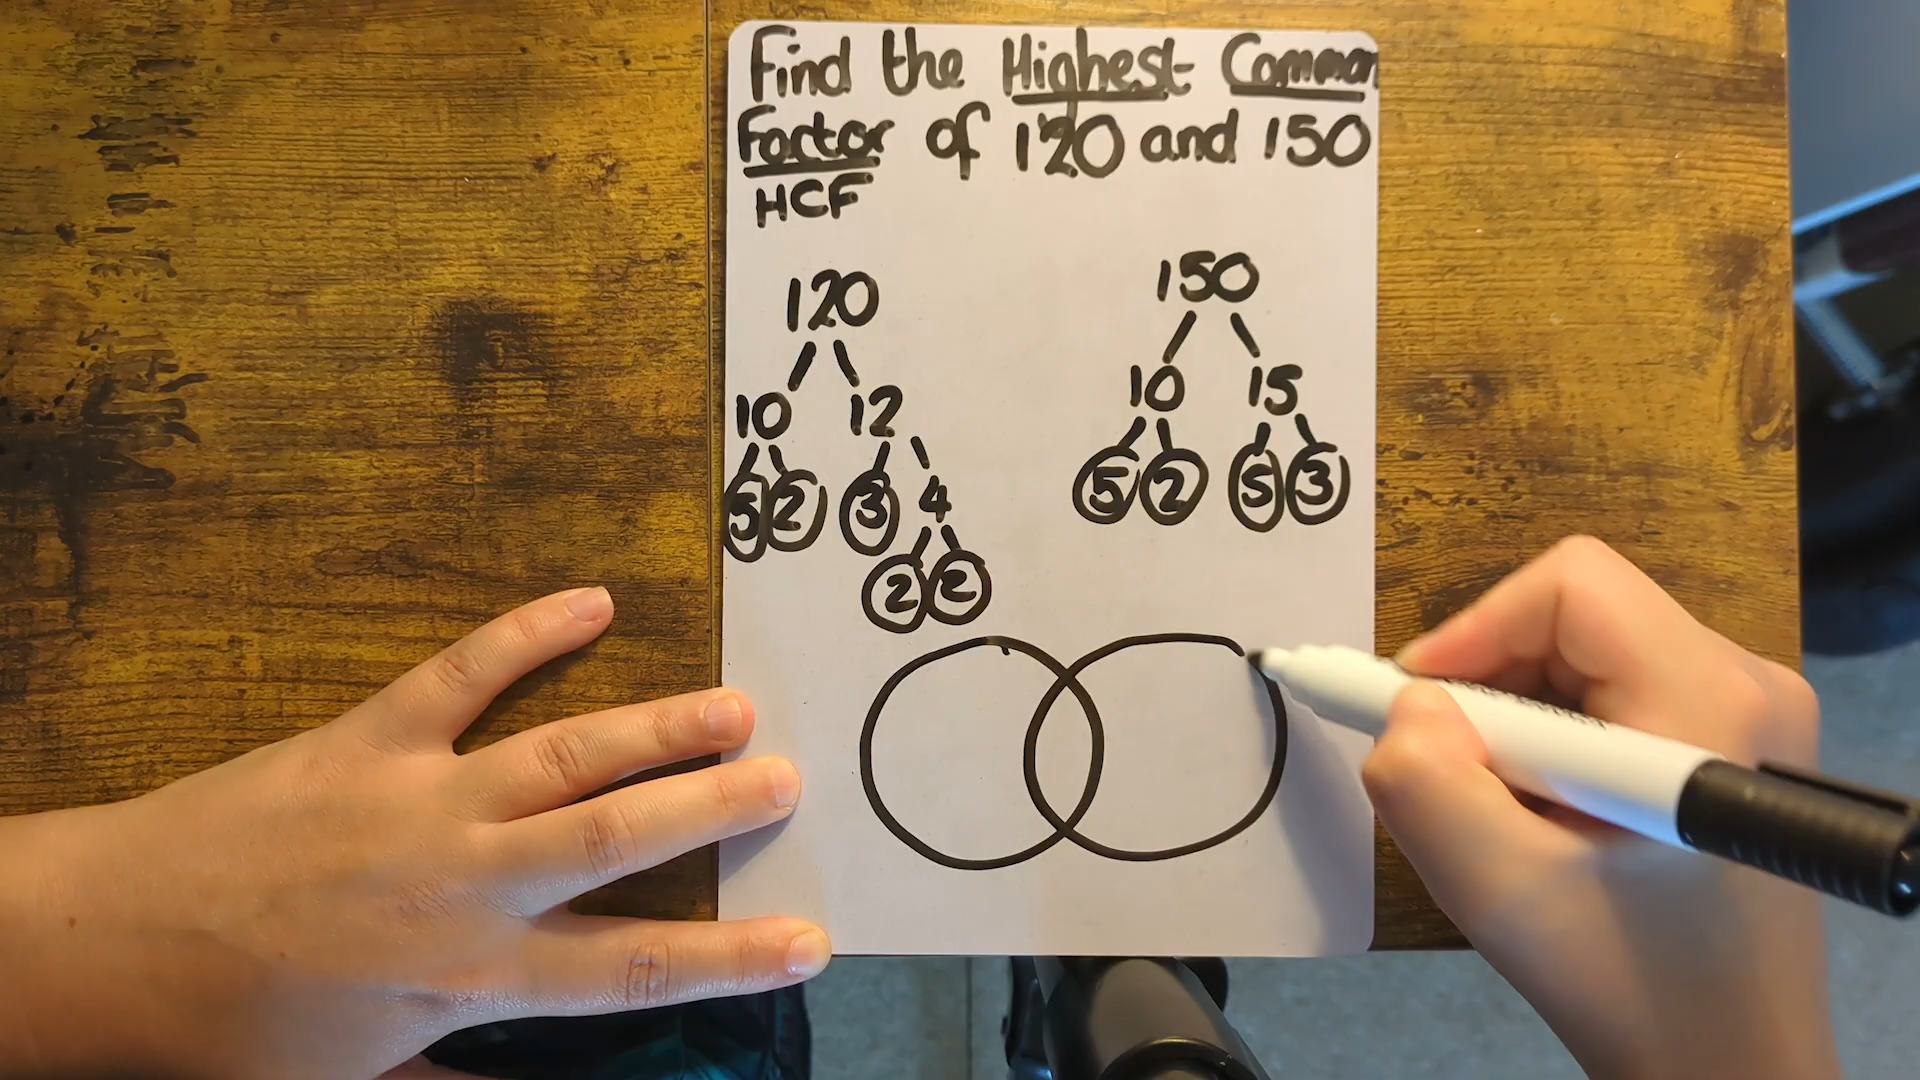 Find the Highest Common
Factor of 120 and 150
HCF
120
150
10 12
10 15
5 2 3 4
5 2 5 3
2 2